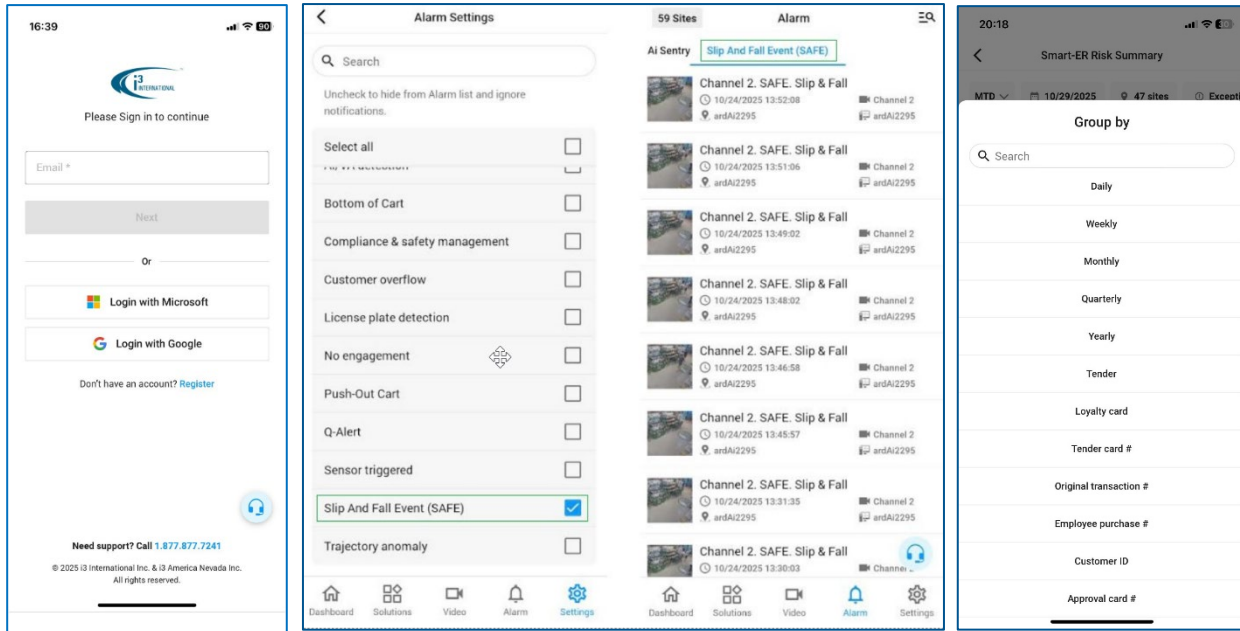 16:39
90
i3
INTERNATIONAL
Please Sign in to continue
Email *
Next
Or
Login with Microsoft
Login with Google
Don't have an account? Register
Need support? Call 1.877.877.7241
© 2025 i3 International Inc. & i3 America Nevada Inc.
All rights reserved.
Alarm Settings
Search
Uncheck to hide from Alarm list and ignore
notifications.
Select all
Bottom of Cart
Compliance & safety management
Customer overflow
License plate detection
No engagement
Push-Out Cart
Q-Alert
Sensor triggered
Slip And Fall Event (SAFE)
Trajectory anomaly
Dashboard Solutions Video Alarm Settings
59 Sites Alarm
Ai Sentry Slip And Fall Event (SAFE)
Channel 2. SAFE. Slip & Fall
10/24/2025 13:52:08 Channel 2
ardAi2295 ardAi2295
Channel 2. SAFE. Slip & Fall
10/24/2025 13:51:06 Channel 2
ardAi2295 ardAi2295
Channel 2. SAFE. Slip & Fall
10/24/2025 13:49:02 Channel 2
ardAi2295 ardAi2295
Channel 2. SAFE. Slip & Fall
10/24/2025 13:48:02 Channel 2
ardAi2295 ardAi2295
Channel 2. SAFE. Slip & Fall
10/24/2025 13:46:58 Channel 2
ardAi2295 ardAi2295
Channel 2. SAFE. Slip & Fall
10/24/2025 13:45:57 Channel 2
ardAi2295 ardAi2295
Channel 2. SAFE. Slip & Fall
10/24/2025 13:31:35 Channel 2
ardAi2295 ardAi2295
Channel 2. SAFE. Slip & Fall
10/24/2025 13:30:03 Channel
Dashboard Solutions Video Alarm Settings
20:18
Smart-ER Risk Summary
MTD 10/29/2025 47 sites Excepti
Group by
Search
Daily
Weekly
Monthly
Quarterly
Yearly
Tender
Loyalty card
Tender card #
Original transaction #
Employee purchase #
Customer ID
Approval card #